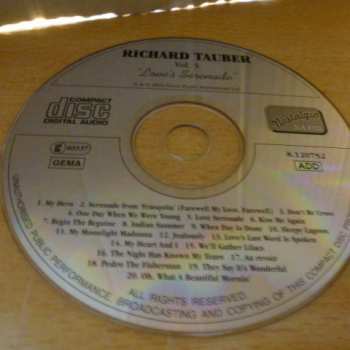 RICHARD TAUBER
Vol. 5
"Love's Serenade"
COMPACT
disc
DIGITAL AUDIO
Nostalgia
NAXOS
GEMA
8.120752
ADD
1. My Hero 2. Serenade from 'Frasquita' (Farewell My Love, Farewell) 3. Don't Be Cross
4. One Day When We Were Young 5. Love Serenade 6. Kiss Me Again
7. Begin The Beguine 8. Indian Summer 9. When Day Is Done 10. Sleepy Lagoon
11. My Moonlight Madonna 12. Jealousie 13. Love's Last Word Is Spoken
14. My Heart And I 15. We'll Gather Lilacs
16. The Night Has Known My Tears 17. Au revoir
18. Pedro The Fisherman 19. They Say It's Wonderful
20. Oh, What A Beautiful Mornin'
ALL RIGHTS RESERVED.
UNAUTHORISED PUBLIC PERFORMANCE, BROADCASTING AND COPYING OF THIS COMPACT DISC PROHIBITED